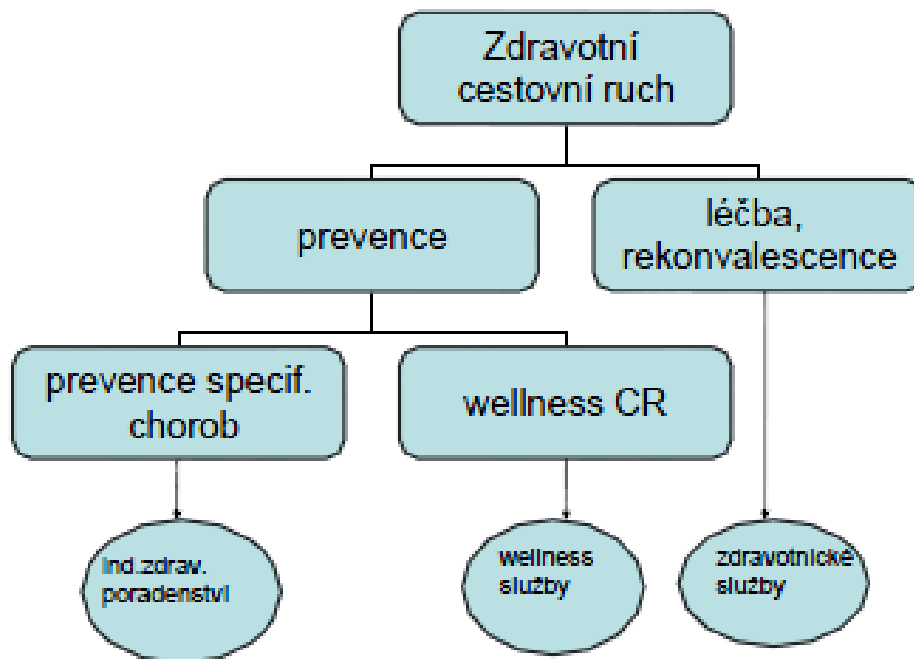 Zdravotní
cestovní ruch
prevence
léčba,
rekonvalescence
prevence specif.
chorob
wellness CR
ind.zdrav.
poradenství
wellness
služby
zdravotnické
služby